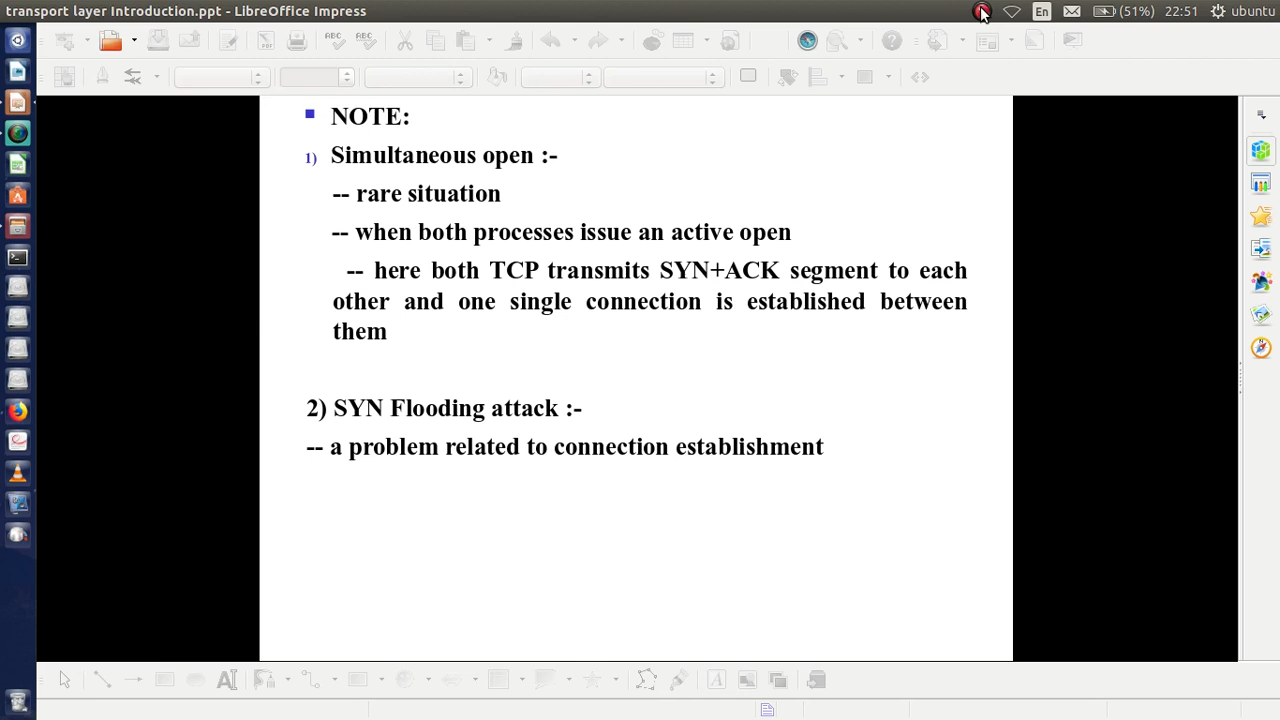 transport layer Introduction.ppt - LibreOffice Impress
En (51%) 22:51 ubuntu
■ NOTE:
1) Simultaneous open :-
-- rare situation
-- when both processes issue an active open
-- here both TCP transmits SYN+ACK segment to each
other and one single connection is established between
them
2) SYN Flooding attack :-
-- a problem related to connection establishment